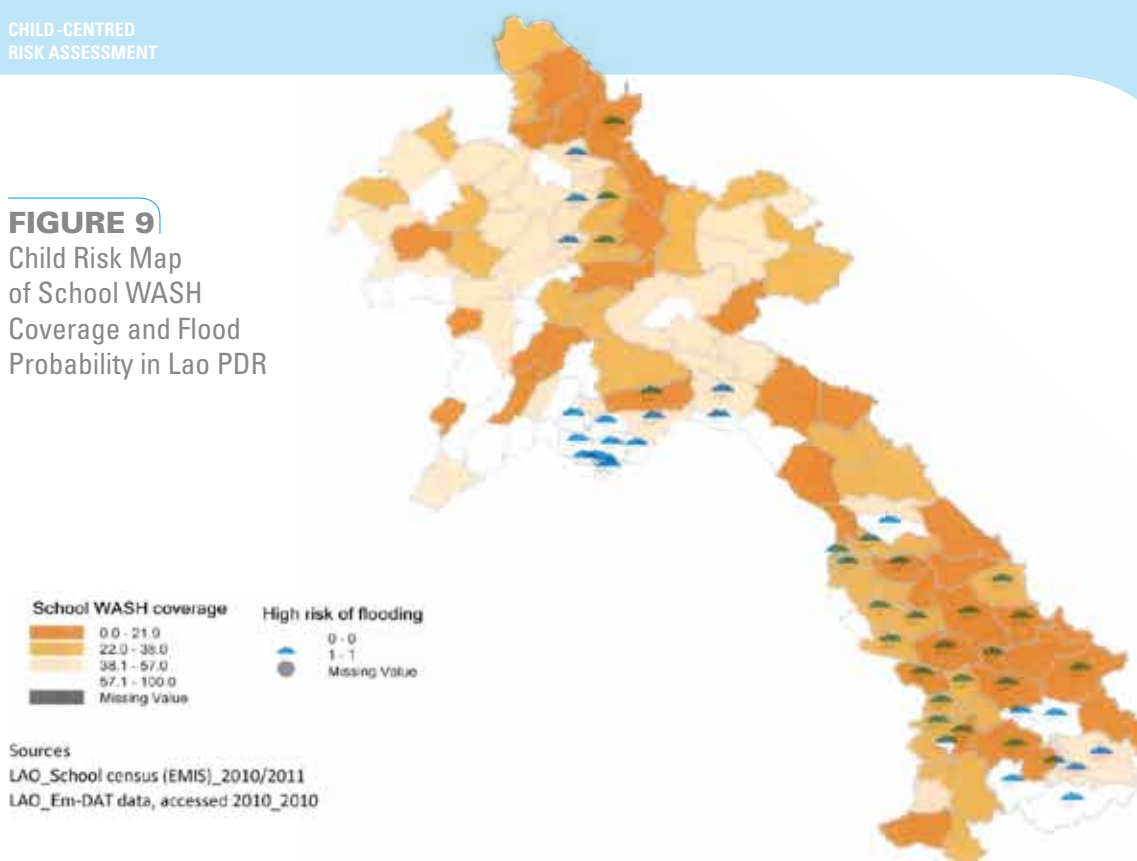 CHILD-CENTRED
RISK ASSESSMENT
FIGURE 9
Child Risk Map
of School WASH
Coverage and Flood
Probability in Lao PDR
School WASH coverage
0.0 - 21.0
22.0 - 38.0
38.1 - 57.0
57.1 - 100.0
Missing Value
High risk of flooding
0 - 0
1 - 1
Missing Value
Sources
LAO_School census (EMIS)_2010/2011
LAO_Em-DAT data, accessed 2010_2010